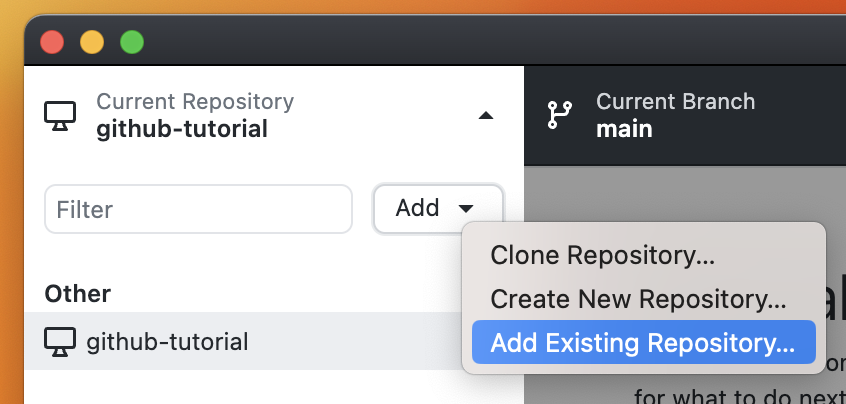 Current Repository
github-tutorial
Current Branch
main
Filter
Add
Clone Repository...
Create New Repository...
Add Existing Repository...
Other
github-tutorial
for what to do next